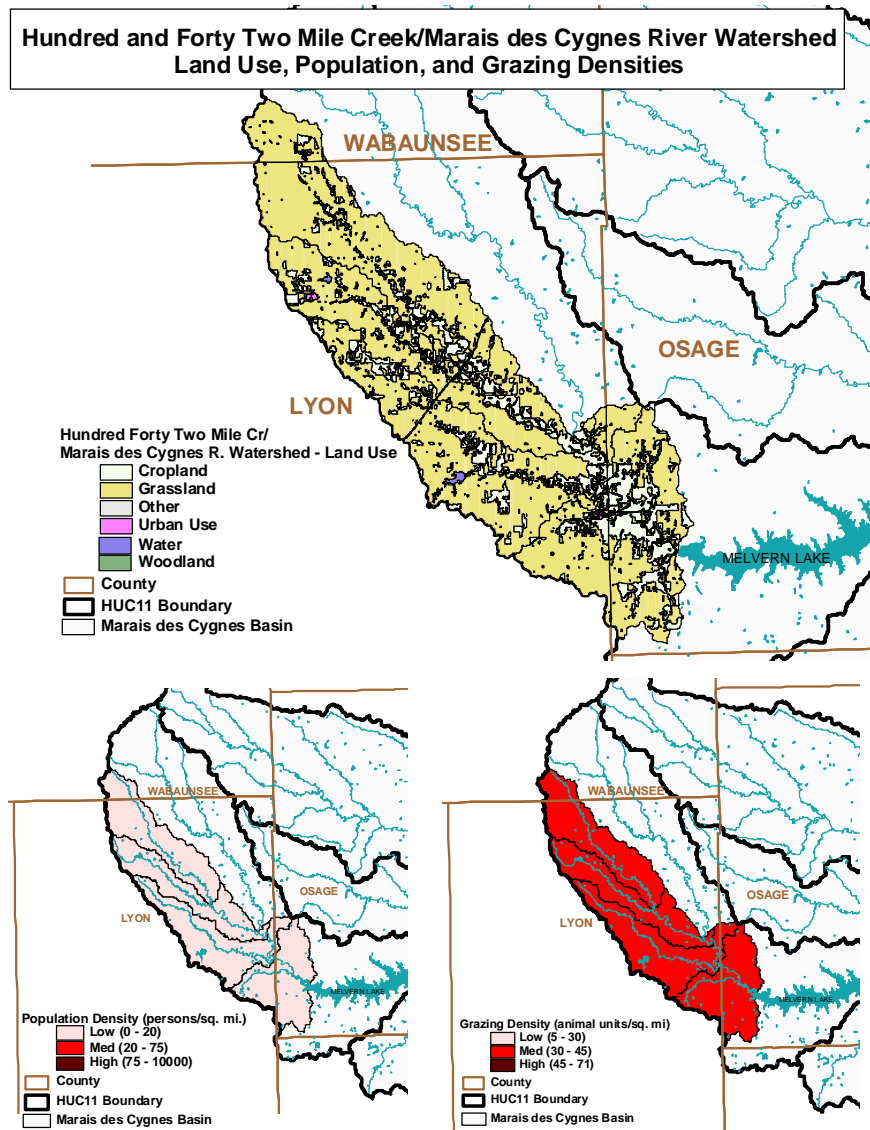 Hundred and Forty Two Mile Creek/Marais des Cygnes River Watershed
Land Use, Population, and Grazing Densities
WABAUNSEE
OSAGE
LYON
MELVERN LAKE
Hundred Forty Two Mile Cr/
Marais des Cygnes R. Watershed - Land Use
Cropland
Grassland
Other
Urban Use
Water
Woodland
County
HUC11 Boundary
Marais des Cygnes Basin
WABAUNSEE
OSAGE
LYON
MELVERN LAKE
Population Density (persons/sq. mi.)
Low (0 - 20)
Med (20 - 75)
High (75 - 10000)
County
HUC11 Boundary
Marais des Cygnes Basin
WABAUNSEE
OSAGE
LYON
MELVERN LAKE
Grazing Density (animal units/sq. mi)
Low (5 - 30)
Med (30 - 45)
High (45 - 71)
County
HUC11 Boundary
Marais des Cygnes Basin